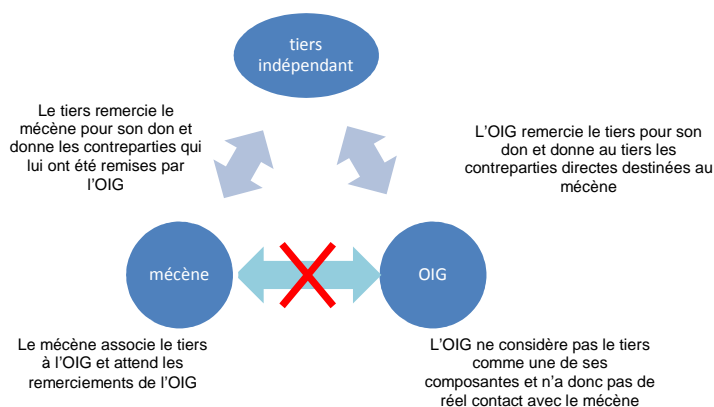 tiers
indépendant
Le tiers remercie le
mécène pour son don et
donne les contreparties qui
lui ont été remises par
l'OIG
L'OIG remercie le tiers pour son
don et donne au tiers les
contreparties directes destinées au
mécène
mécène
OIG
Le mécène associe le tiers
à l'OIG et attend les
remerciements de l'OIG
L'OIG ne considère pas le tiers
comme une de ses
composantes et n'a donc pas de
réel contact avec le mécène